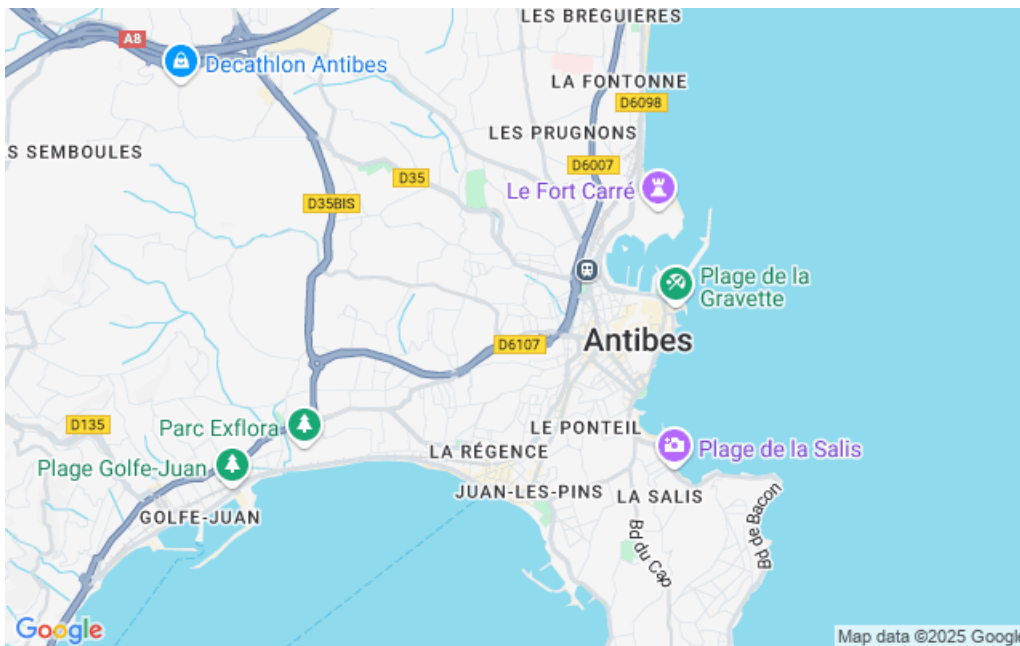 LES BRÉGUIÈRES
A8
Decathlon Antibes
LA FONTONNE
D6098
LES PRUGNONS
S SEMBOULES
D6007
D35
Le Fort Carré
D35BIS
Plage de la
Gravette
Antibes
D6107
D135
Parc Exflora
LE PONTEIL
LA RÉGENCE
Plage de la Salis
Plage Golfe-Juan
JUAN-LES-PINS
LA SALIS
GOLFE-JUAN
Bd de Bacon
Bd du Cap
Google
Map data ©2025 Google